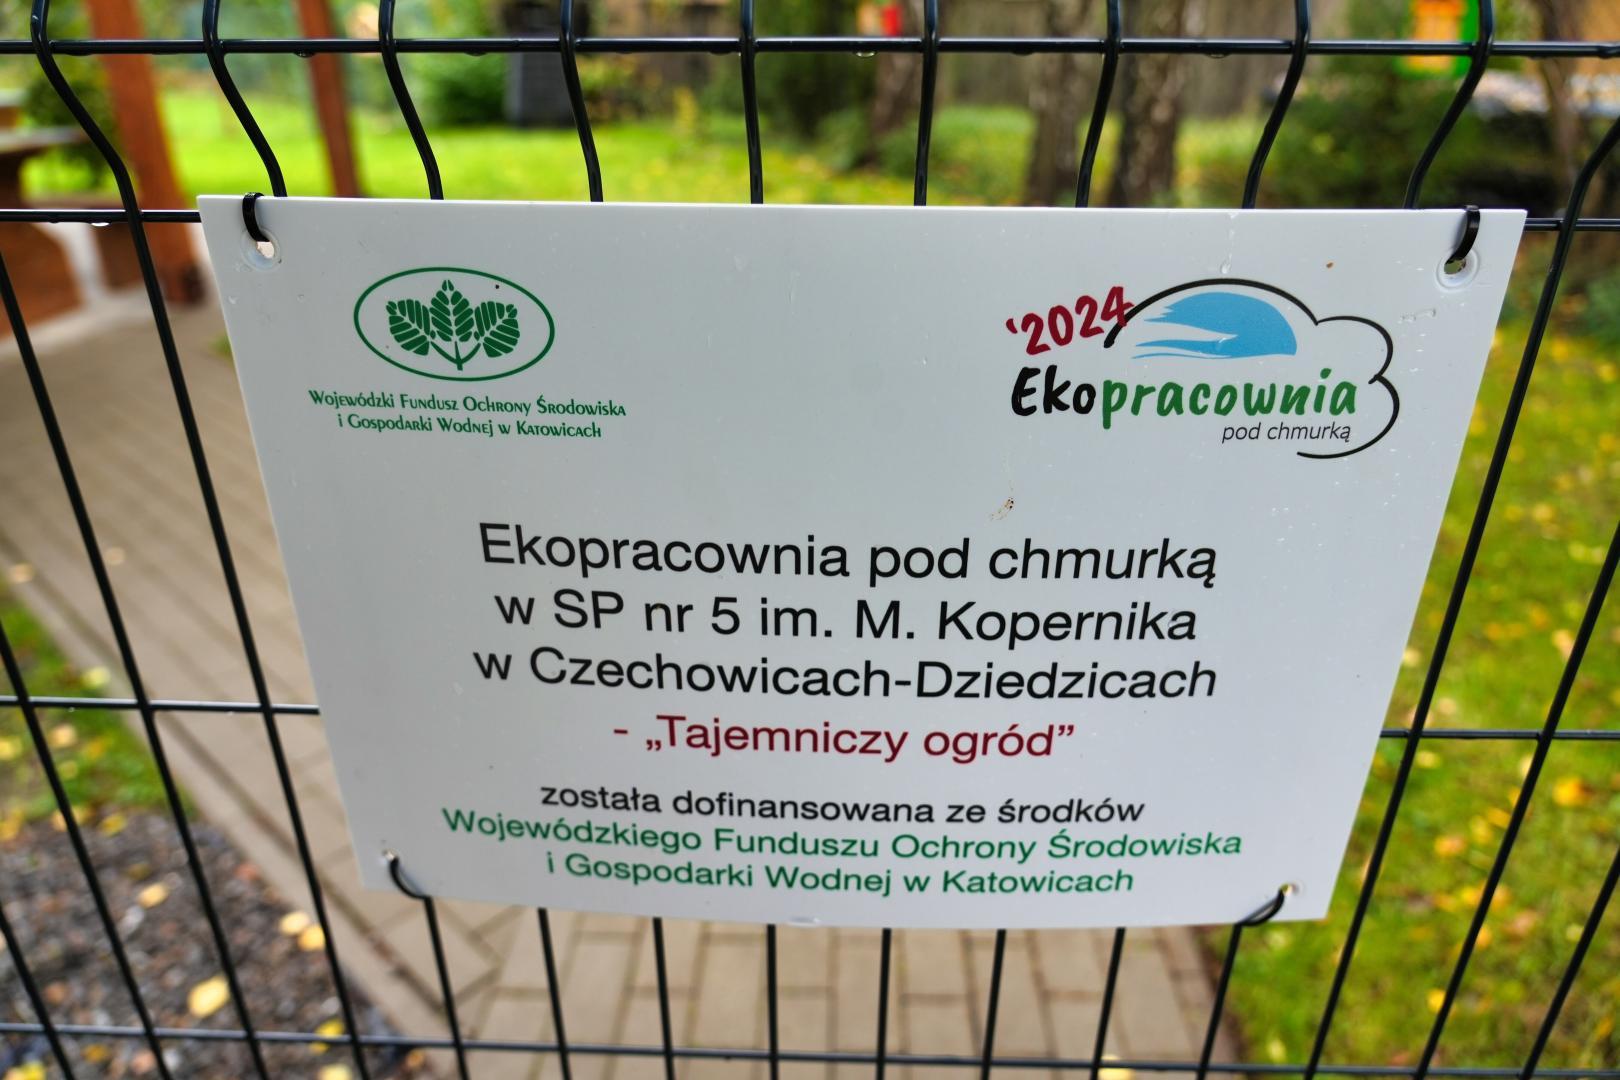 Wojewódzki Fundusz Ochrony Środowiska
i Gospodarki Wodnej w Katowicach
'2024
Ekopracownia
pod chmurką
Ekopracownia pod chmurką
w SP nr 5 im. M. Kopernika
w Czechowicach-Dziedzicach
- „Tajemniczy ogród”
została dofinansowana ze środków
Wojewódzkiego Funduszu Ochrony Środowiska
i Gospodarki Wodnej w Katowicach